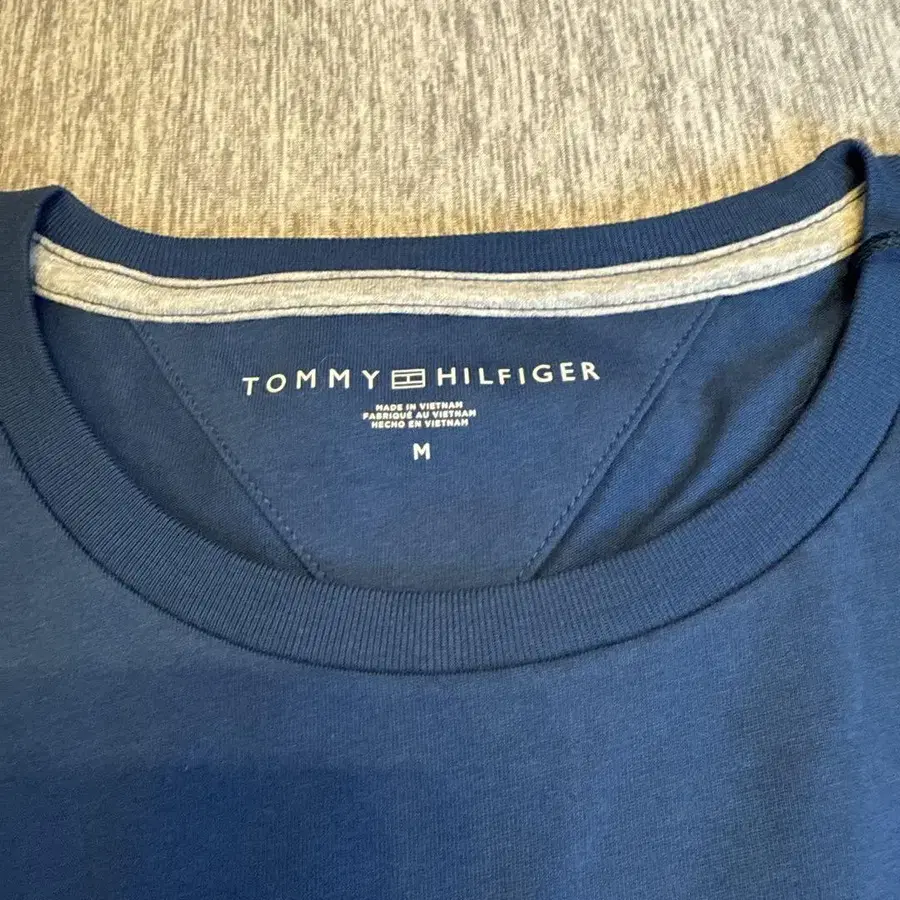 TOMMY HILFIGER
MADE IN VIETNAM
FABRIQUÉ AU VIETNAM
HECHO EN VIETNAM
M